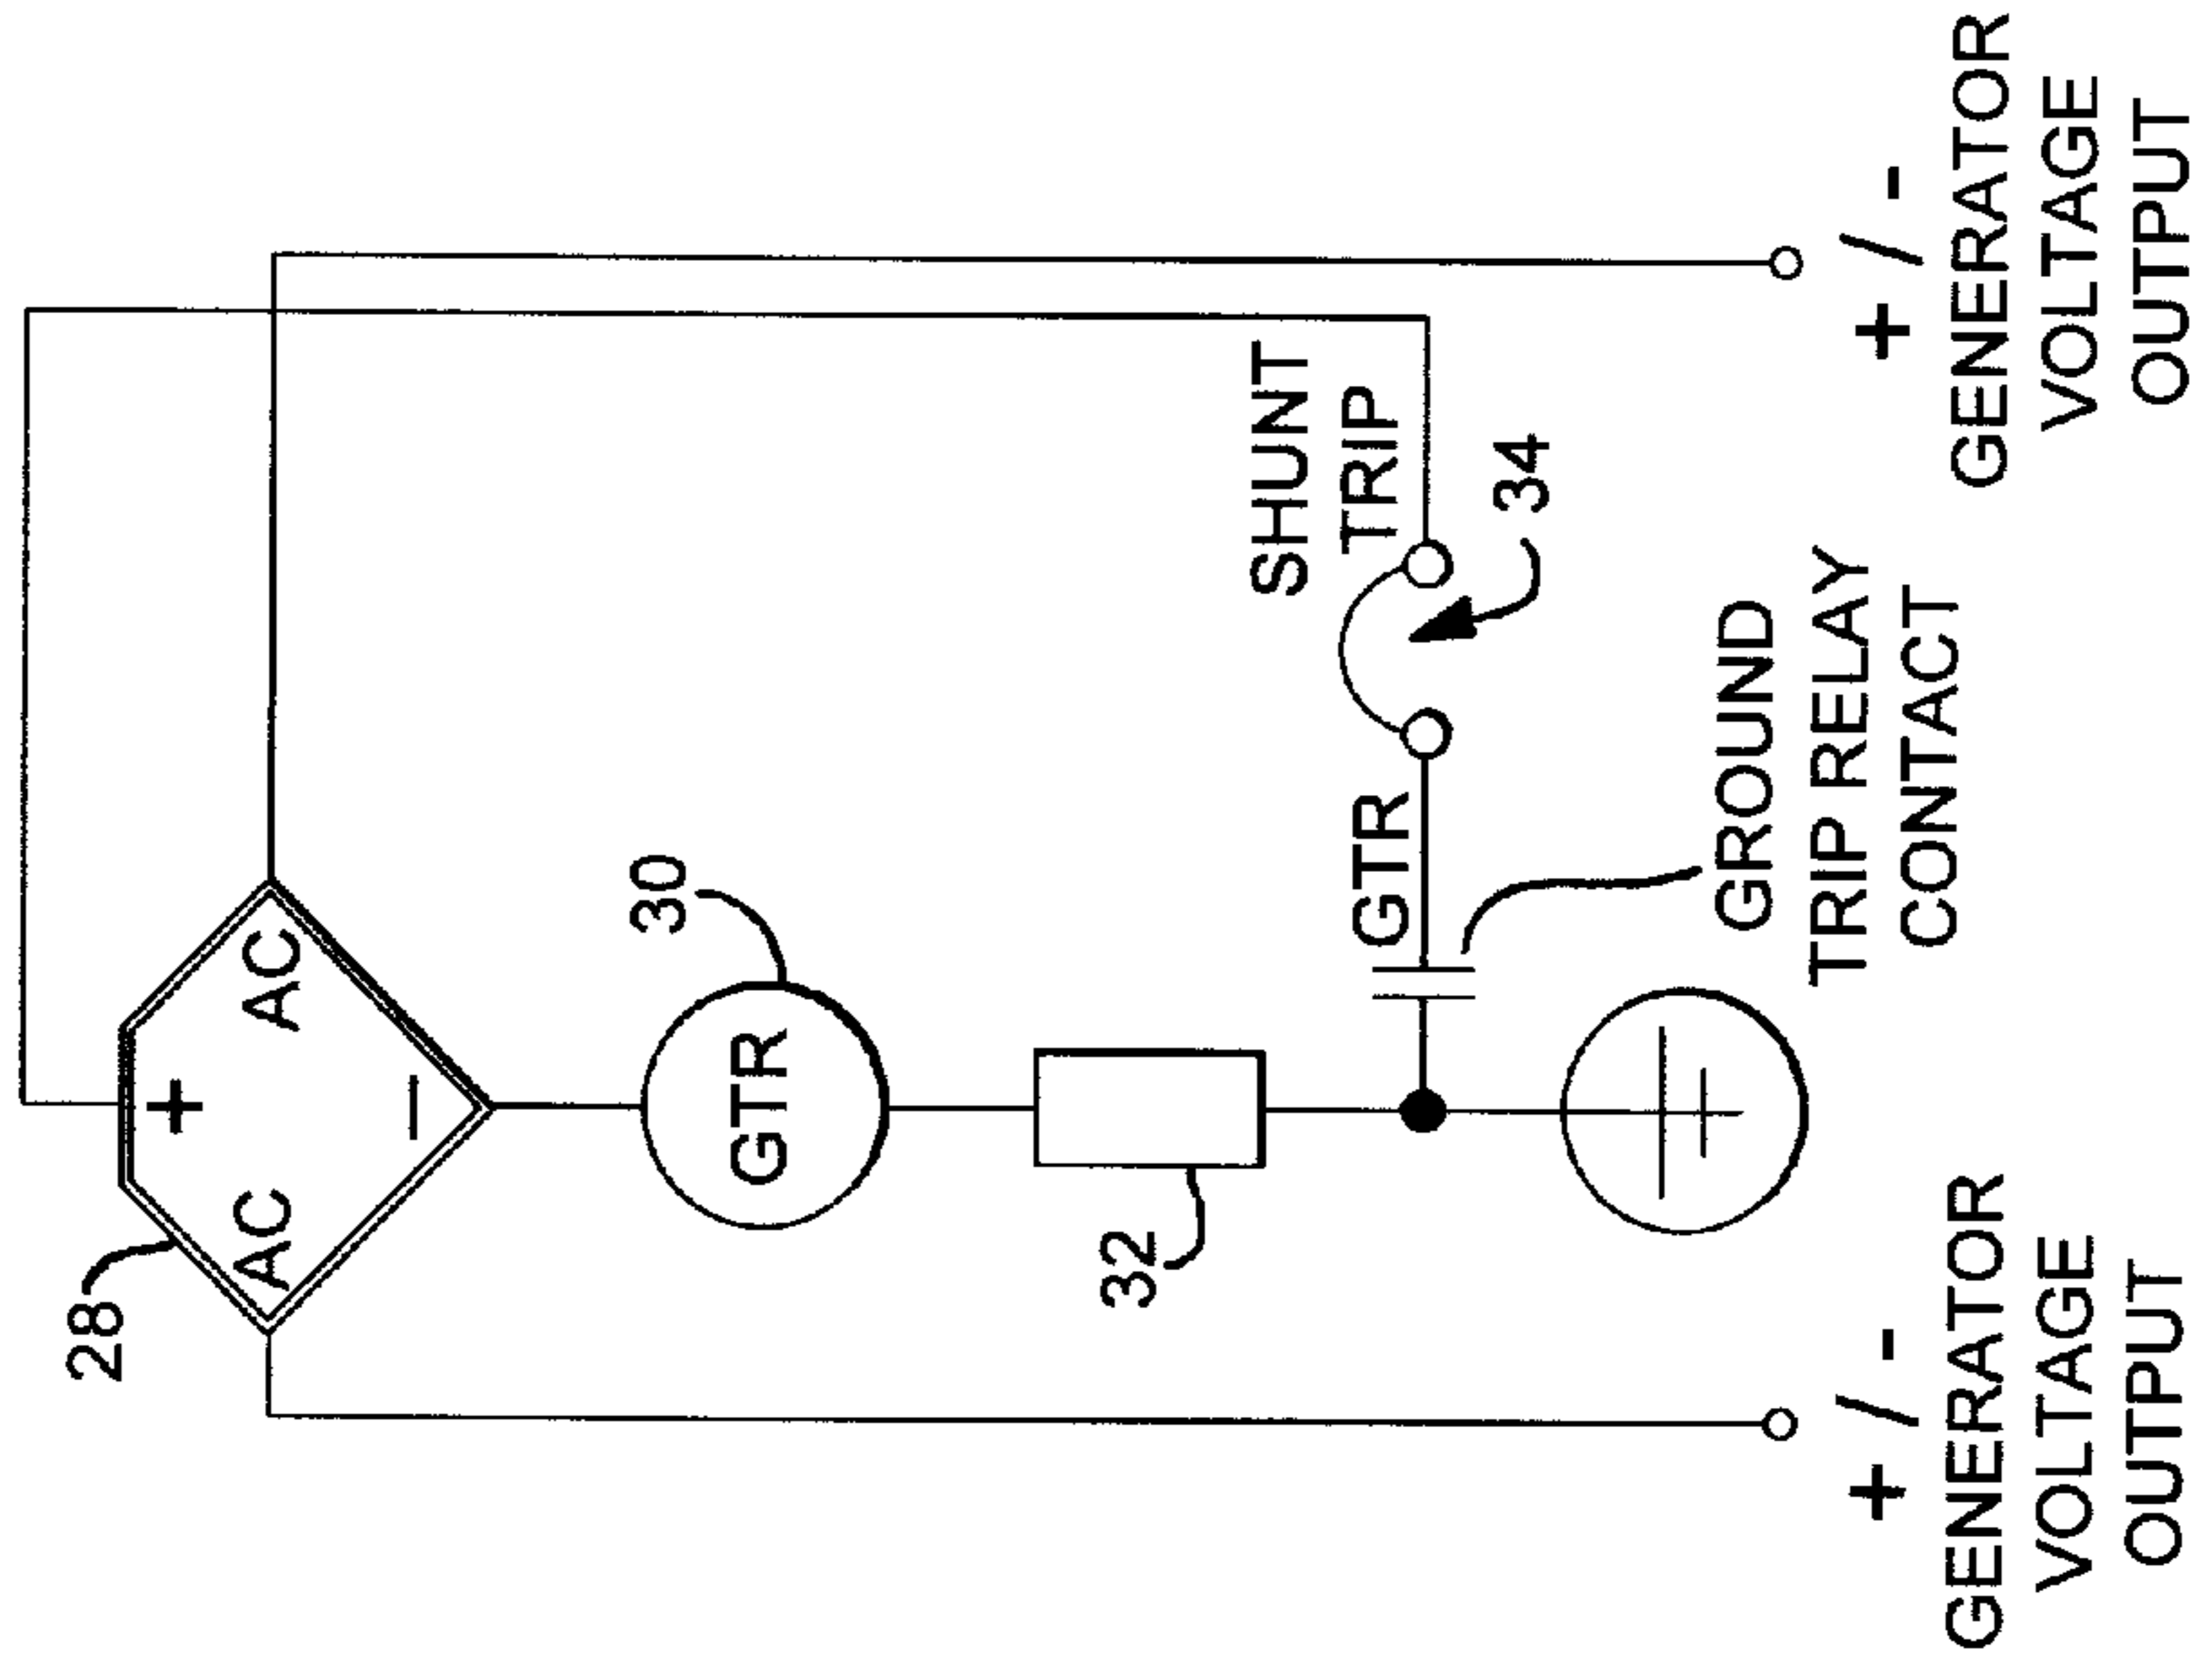 28
AC
+
AC
−
GTR
30
32
GTR
SHUNT
TRIP
34
GROUND
TRIP RELAY
CONTACT
+ / -
GENERATOR
VOLTAGE
OUTPUT
+ / -
GENERATOR
VOLTAGE
OUTPUT